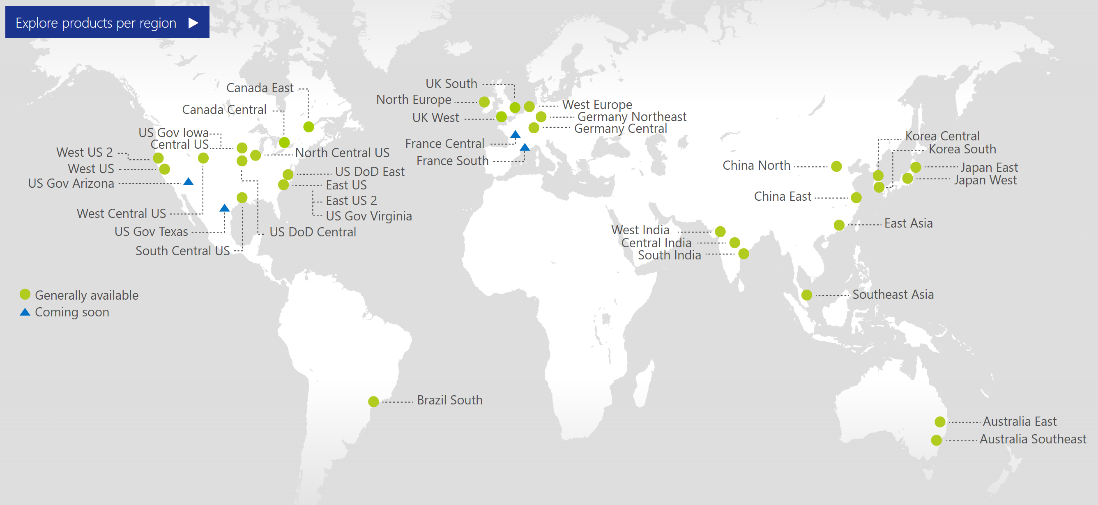 Explore products per region
Canada East
Canada Central
US Gov Iowa
Central US
North Central US
West US 2
West US
US Gov Arizona
US DoD East
East US
East US 2
US Gov Virginia
West Central US
US Gov Texas
US DoD Central
South Central US
Generally available
Coming soon
Brazil South
UK South
North Europe
West Europe
UK West
Germany Northeast
Germany Central
France Central
France South
Korea Central
Korea South
China North
Japan East
Japan West
China East
East Asia
West India
Central India
South India
Southeast Asia
Australia East
Australia Southeast